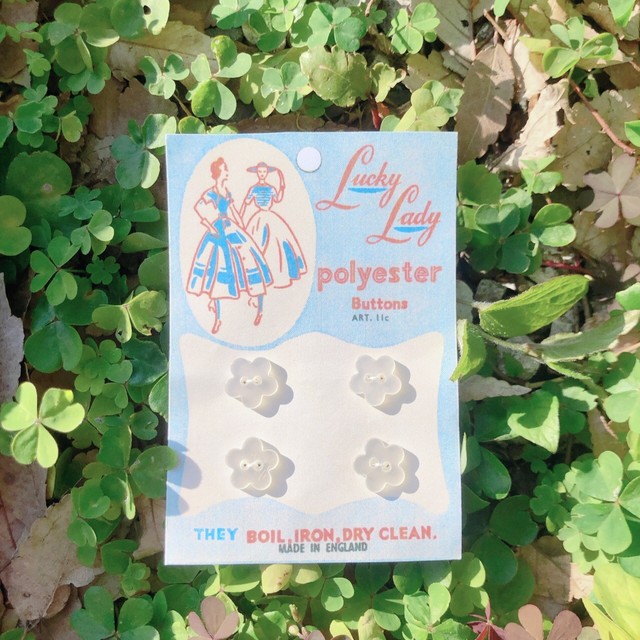 Lucky
Lady
polyester
Buttons
ART. 11c
THEY BOIL, IRON, DRY CLEAN.
MADE IN ENGLAND